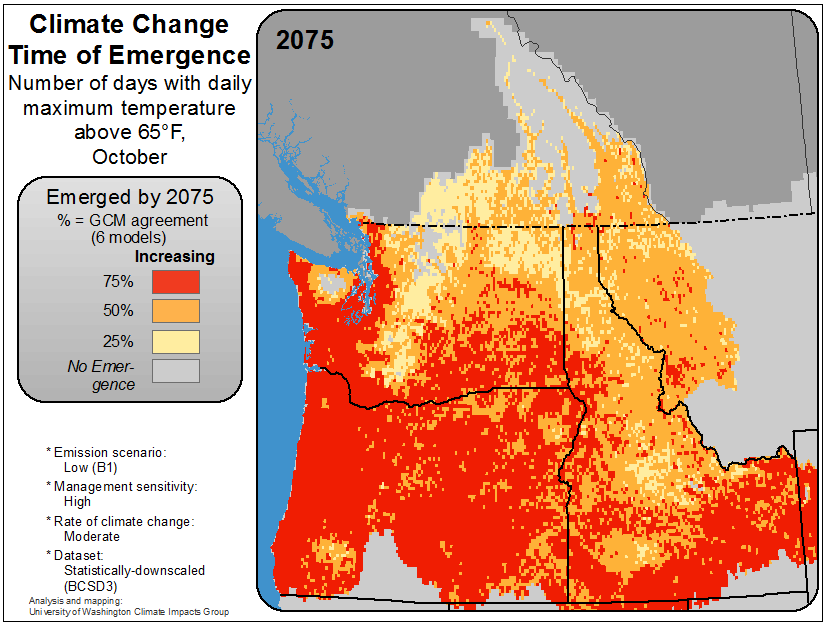 Climate Change
Time of Emergence
Number of days with daily
maximum temperature
above 65°F,
October
2075
Emerged by 2075
% = GCM agreement
(6 models)
Increasing
75%
50%
25%
No Emer-
gence
* Emission scenario:
Low (B1)
* Management sensitivity:
High
* Rate of climate change:
Moderate
* Dataset:
Statistically-downscaled
(BCSD3)
Analysis and mapping:
University of Washington Climate Impacts Group